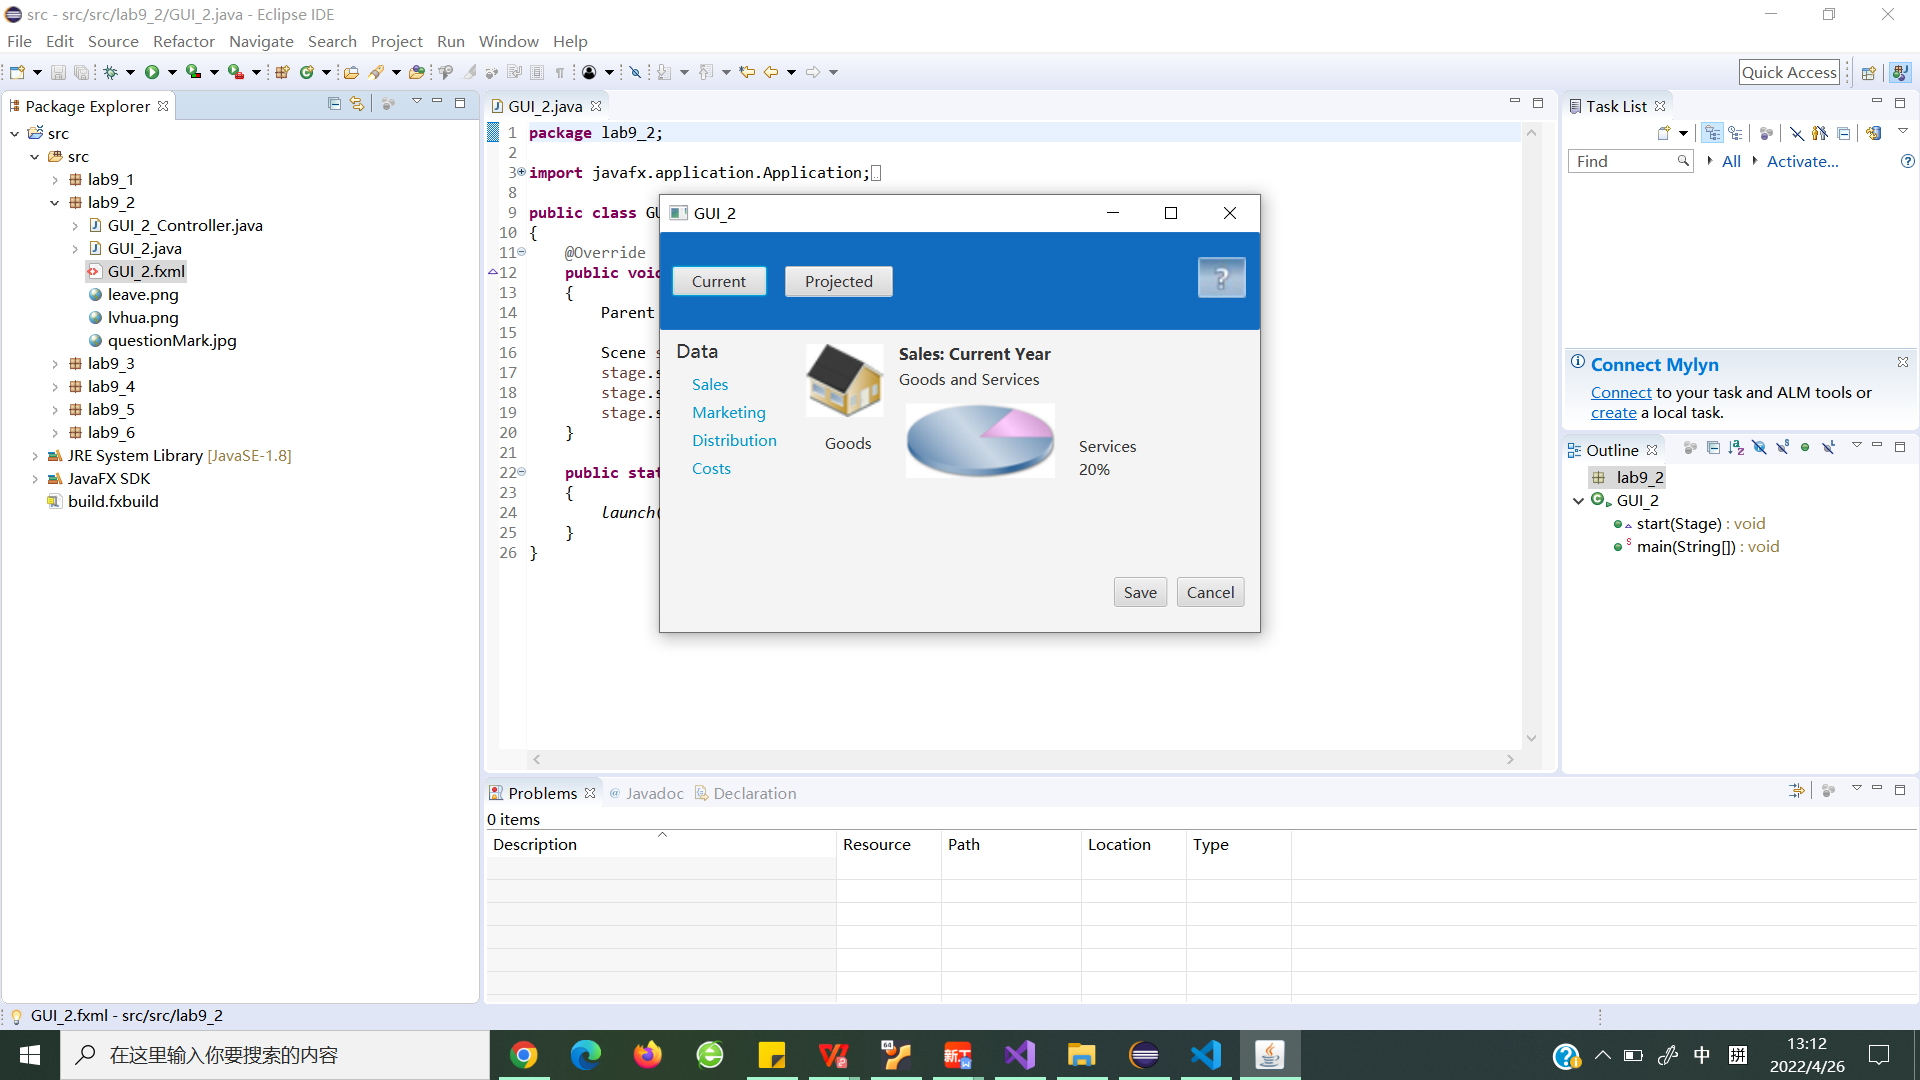 src - src/src/lab9_2/GUI_2.java - Eclipse IDE
File Edit Source Refactor Navigate Search Project Run Window Help
Quick Access
Package Explorer
src
src
lab9_1
lab9_2
GUI_2_Controller.java
GUI_2.java
GUI_2.fxml
leave.png
lvhua.png
questionMark.jpg
lab9_3
lab9_4
lab9_5
lab9_6
JRE System Library [JavaSE-1.8]
JavaFX SDK
build.fxbuild
GUI_2.java
1 package lab9_2;
2
3 import javafx.application.Application;
8
9 public class GU
10 {
11 @Override
12 public void
13 {
14 Parent
15
16 Scene s
17 stage.s
18 stage.s
19 stage.s
20 }
21
22 public stat
23 {
24 launch(
25 }
26 }
GUI_2
Current Projected
?
Data
Sales
Marketing
Distribution
Costs
Goods
Sales: Current Year
Goods and Services
Services
20%
Save Cancel
Task List
Find All Activate...
Connect Mylyn
Connect to your task and ALM tools or
create a local task.
Outline
lab9_2
GUI_2
start(Stage) : void
main(String[]) : void
Problems Javadoc Declaration
0 items
Description Resource Path Location Type
GUI_2.fxml - src/src/lab9_2
在这里输入你要搜索的内容
中 拼
13:12
2022/4/26